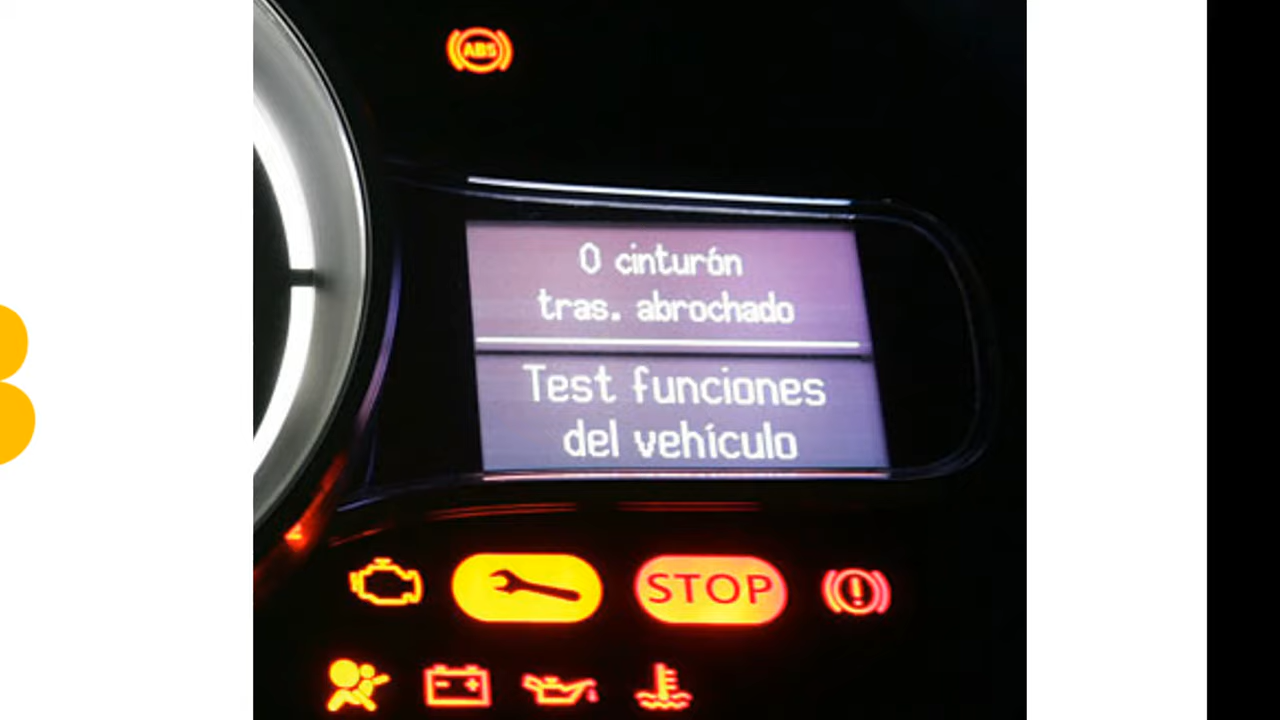 ABS
0 cinturón
tras. abrochado
Test funciones
del vehículo
STOP